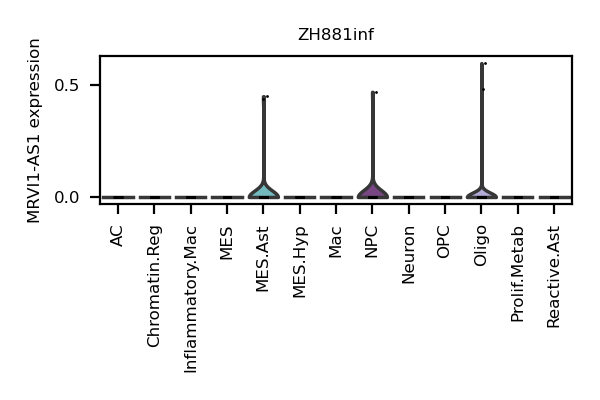 ZH881inf
MRVI1-AS1 expression
0.5
0.0
AC
Chromatin.Reg
Inflammatory.Mac
MES
MES.Ast
MES.Hyp
Mac
NPC
Neuron
OPC
Oligo
Prolif.Metab
Reactive.Ast